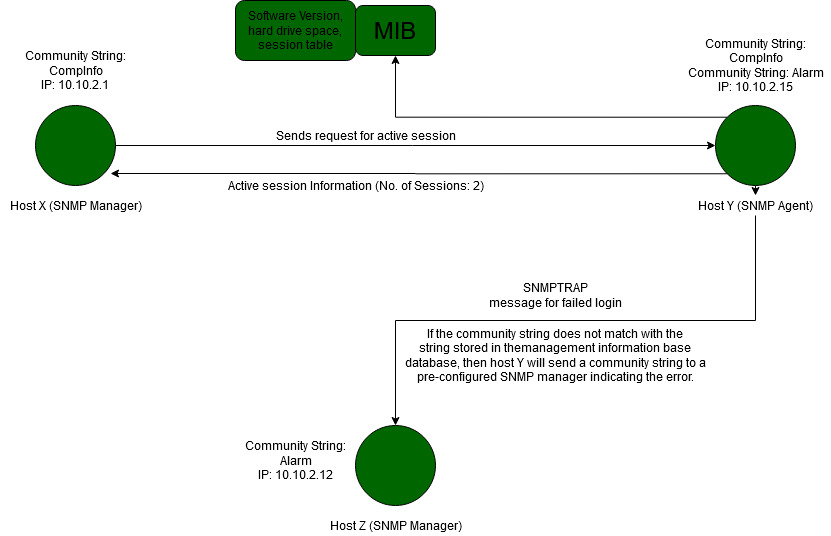 Software Version,
hard drive space,
session table
MIB
Community String:
CompInfo
IP: 10.10.2.1
Community String:
CompInfo
Community String: Alarm
IP: 10.10.2.15
Sends request for active session
Active session Information (No. of Sessions: 2)
Host X (SNMP Manager)
Host Y (SNMP Agent)
SNMPTRAP
message for failed login
If the community string does not match with the
string stored in themanagement information base
database, then host Y will send a community string to a
pre-configured SNMP manager indicating the error.
Community String:
Alarm
IP: 10.10.2.12
Host Z (SNMP Manager)